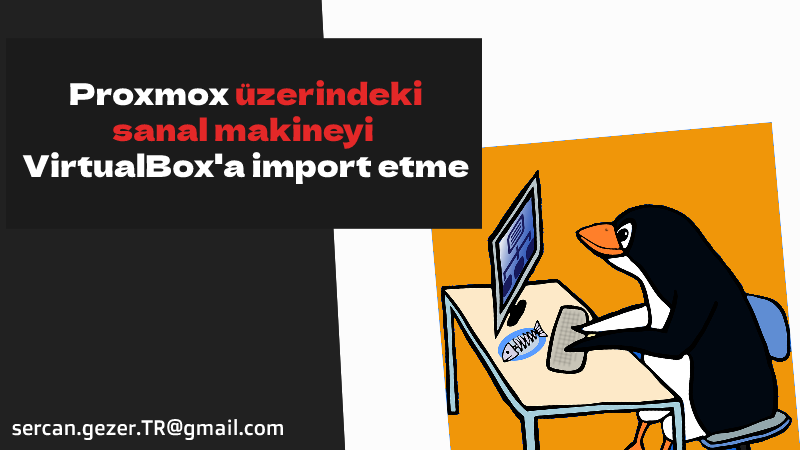 Proxmox üzerindeki
sanal makineyi
VirtualBox'a import etme
sercan.gezer.TR@gmail.com